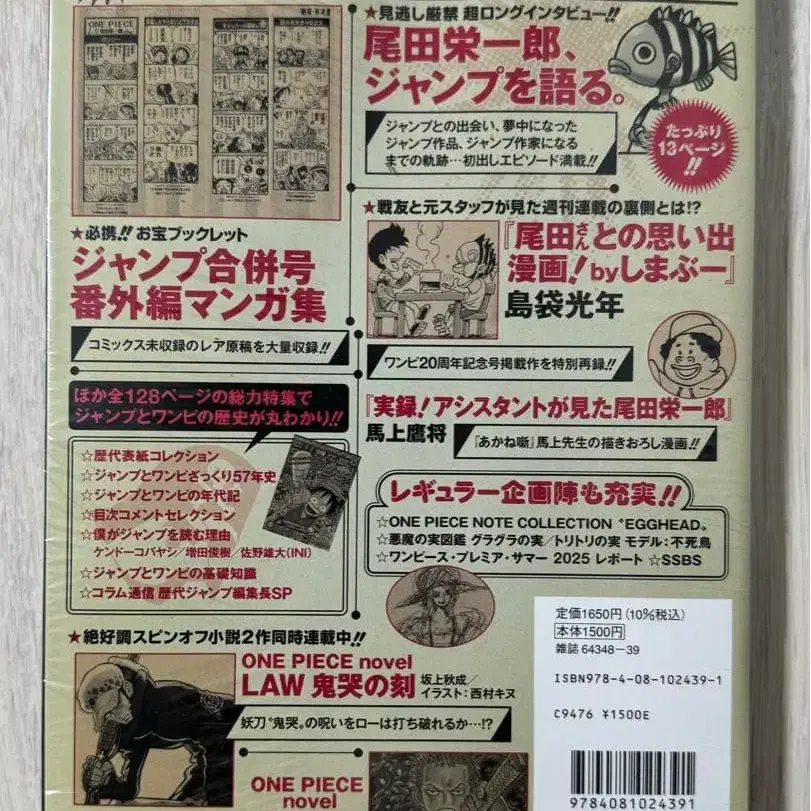 ONE PIECE
★見逃し厳禁 超ロングインタビュー!!
尾田栄一郎、
ジャンプを語る。
ジャンプとの出会い、夢中になった
ジャンプ作品、ジャンプ作家になる
までの軌跡…初出しエピソード満載!!
たっぷり
13ページ
!!
★必携!! お宝ブックレット
ジャンプ合併号
番外編マンガ集
コミックス未収録のレア原稿を大量収録!!
★戦友と元スタッフが見た週刊連載の裏側とは!?
『尾田さんとの思い出
漫画!byしまぶー』
島袋光年
ワンピ20周年記念号掲載作を特別再録!!
『実録!アシスタントが見た尾田栄一郎』
馬上鷹将
『あかね噺』馬上先生の描きおろし漫画!!
ほか全128ページの総力特集で
ジャンプとワンピの歴史が丸わかり!!
☆歴代表紙コレクション
☆ジャンプとワンピざっくり57年史
☆ジャンプとワンピの年代記
☆目次コメントセレクション
☆僕がジャンプを読む理由
ケンドーコバヤシ/増田俊樹/佐野雄大(INI)
☆ジャンプとワンピの基礎知識
☆コラム通信 歴代ジャンプ編集長SP
レギュラー企画陣も充実!!
☆ONE PIECE NOTE COLLECTION “EGGHEAD„
☆悪魔の実図鑑 グラグラの実/トリトリの実 モデル:不死鳥
☆ワンピース・プレミア・サマー 2025 レポート ☆SSBS
★絶好調スピンオフ小説2作同時連載中!!
ONE PIECE novel
LAW 鬼哭の刻
坂上秋成/
イラスト:西村キヌ
妖刀“鬼哭„の呪いをローは打ち破れるか…!?
ONE PIECE
novel
定価1650円(10%税込)
本体1500円
雑誌 64348-39
ISBN978-4-08-102439-1
C9476 ¥1500E
9784081024391